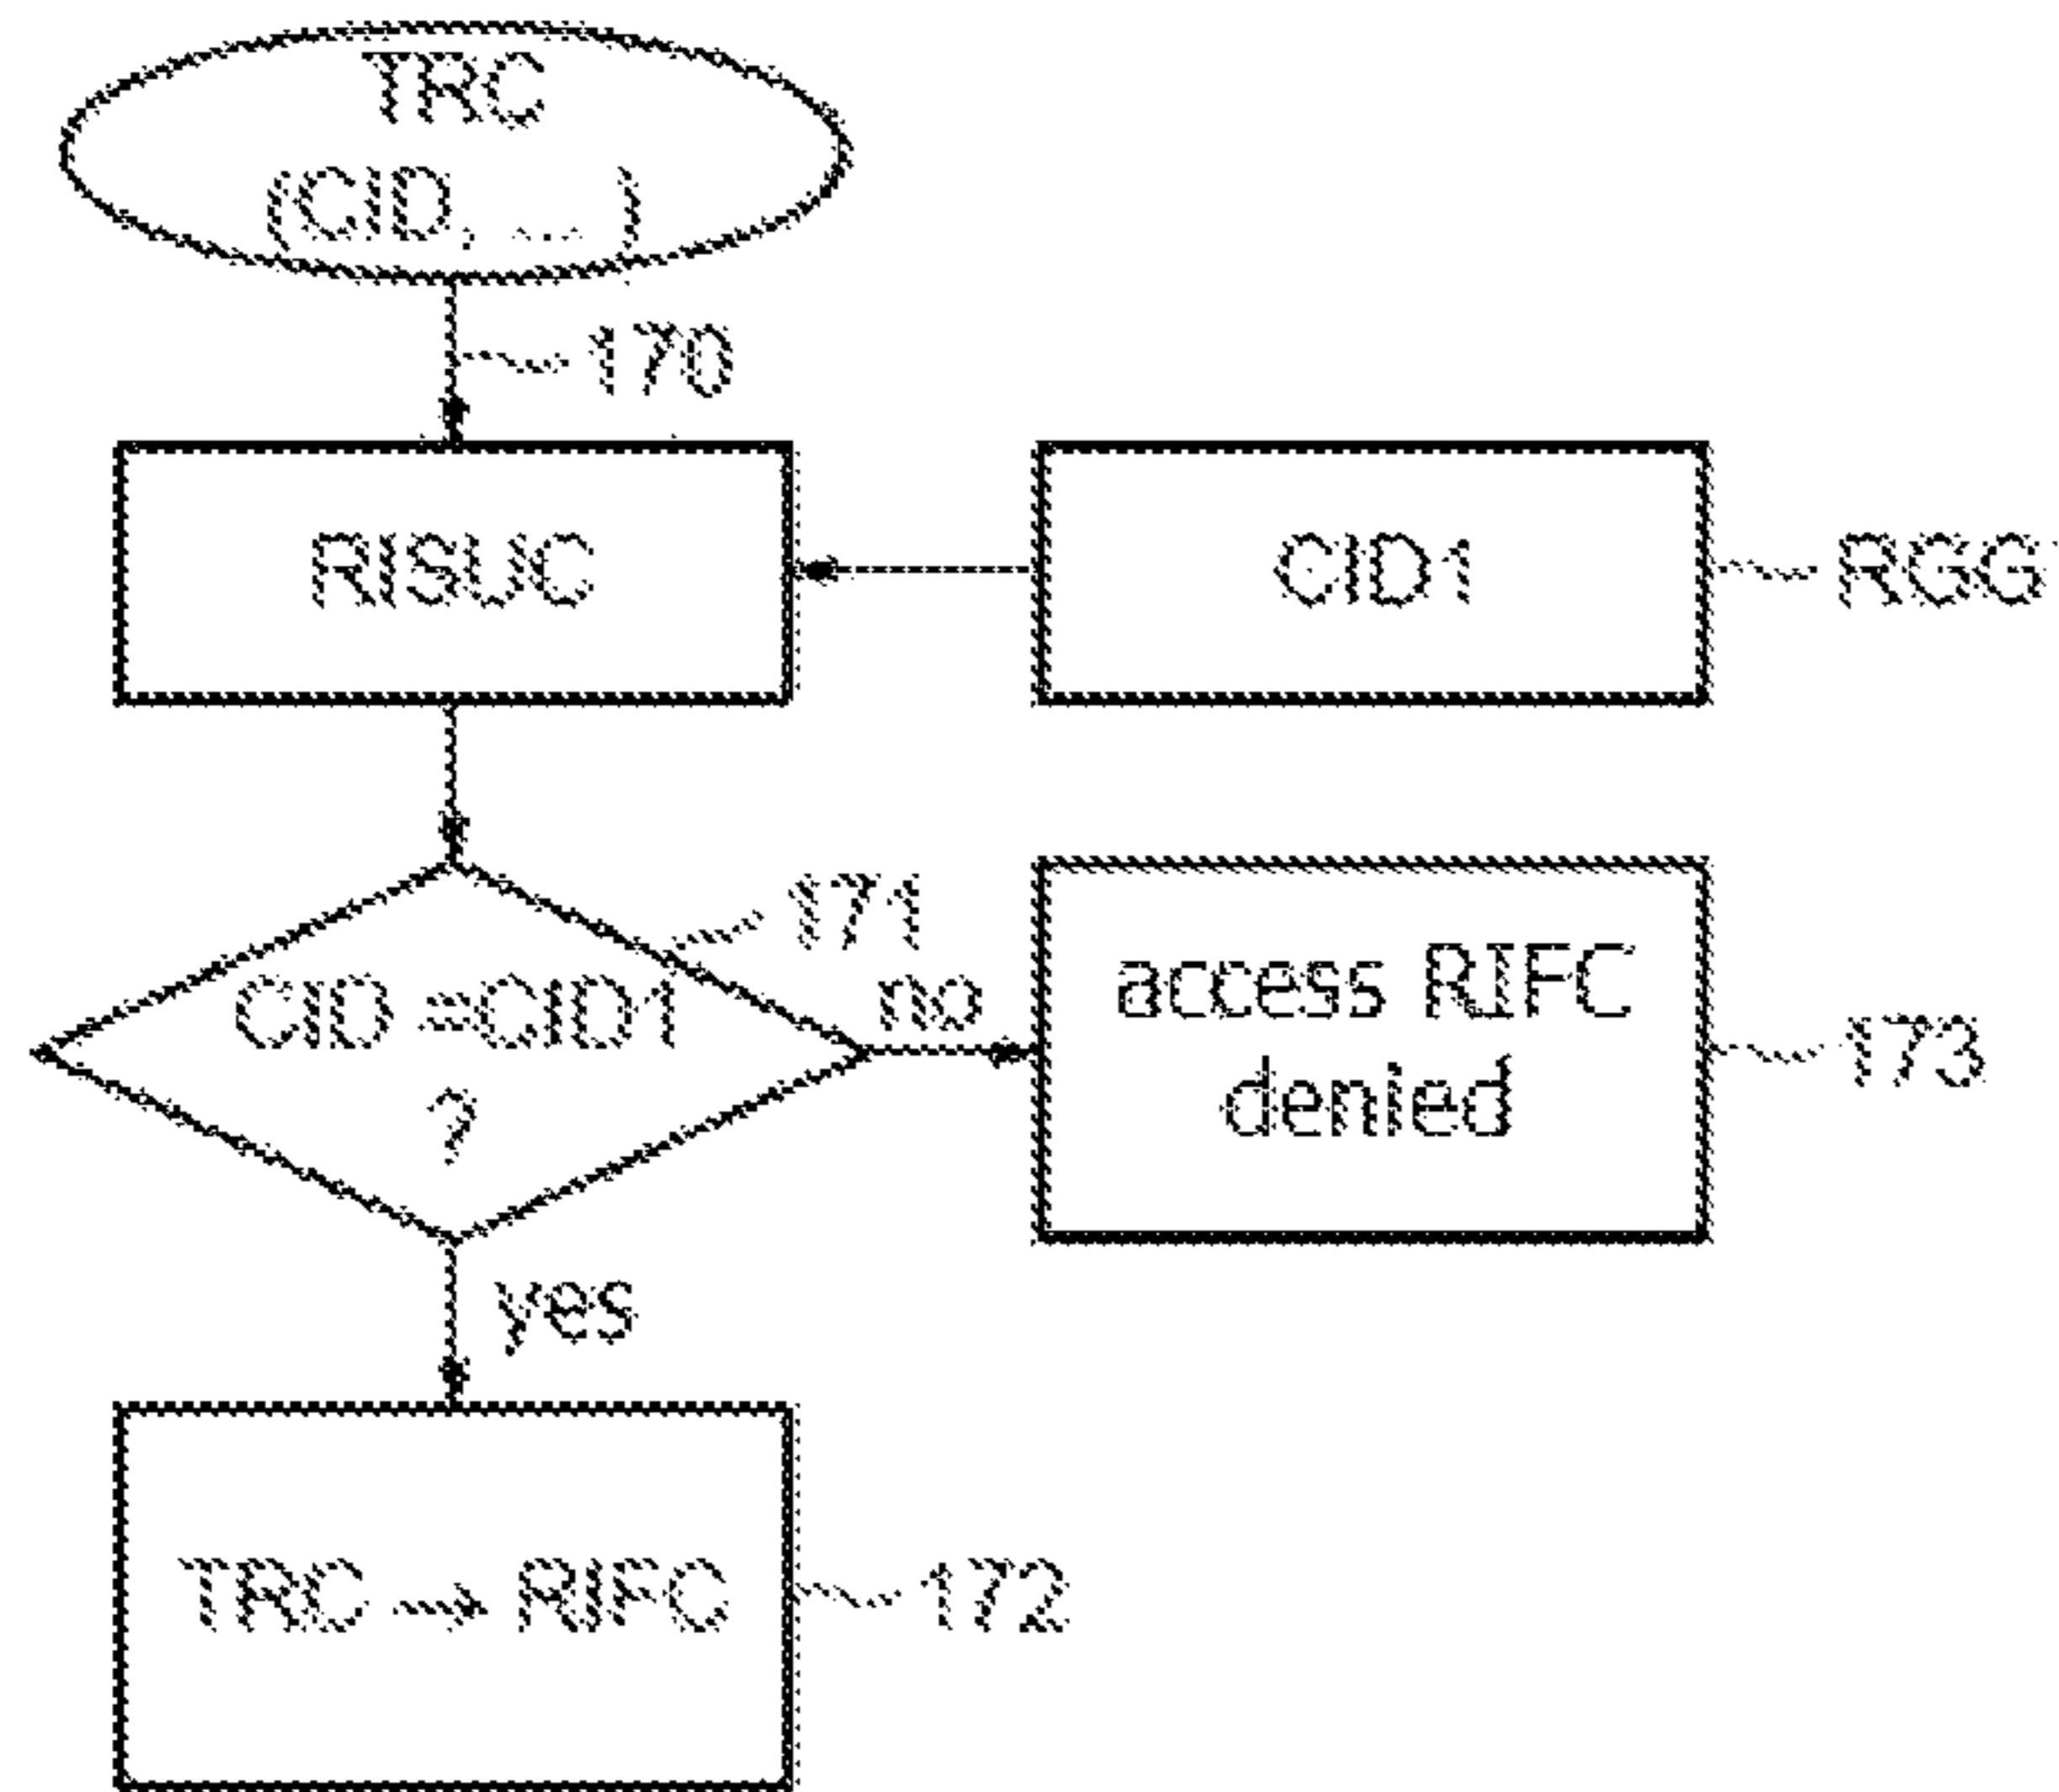 TRC
(CID, ... )
170
RISUC
CID1
RGG
171
CID =CID1
?
no
access RIFC
denied
173
yes
TRC → RIFC
172